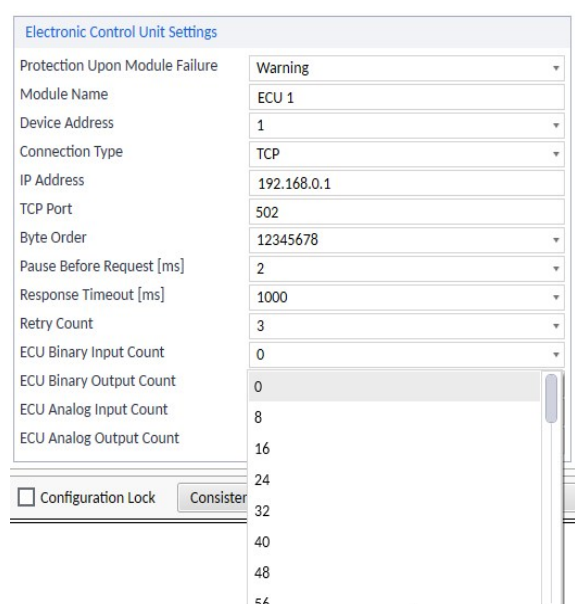 Electronic Control Unit Settings
Protection Upon Module Failure Warning
Module Name ECU 1
Device Address 1
Connection Type TCP
IP Address 192.168.0.1
TCP Port 502
Byte Order 12345678
Pause Before Request [ms] 2
Response Timeout [ms] 1000
Retry Count 3
ECU Binary Input Count 0
ECU Binary Output Count 0
ECU Analog Input Count 8
ECU Analog Output Count 16
24
Configuration Lock Consister 32
40
48